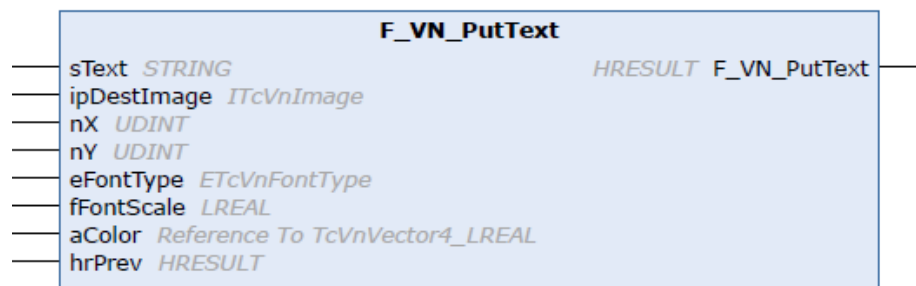 F_VN_PutText
sText STRING HRESULT F_VN_PutText
ipDestImage ITcVnImage
nX UDINT
nY UDINT
eFontType ETcVnFontType
fFontScale LREAL
aColor Reference To TcVnVector4_LREAL
hrPrev HRESULT